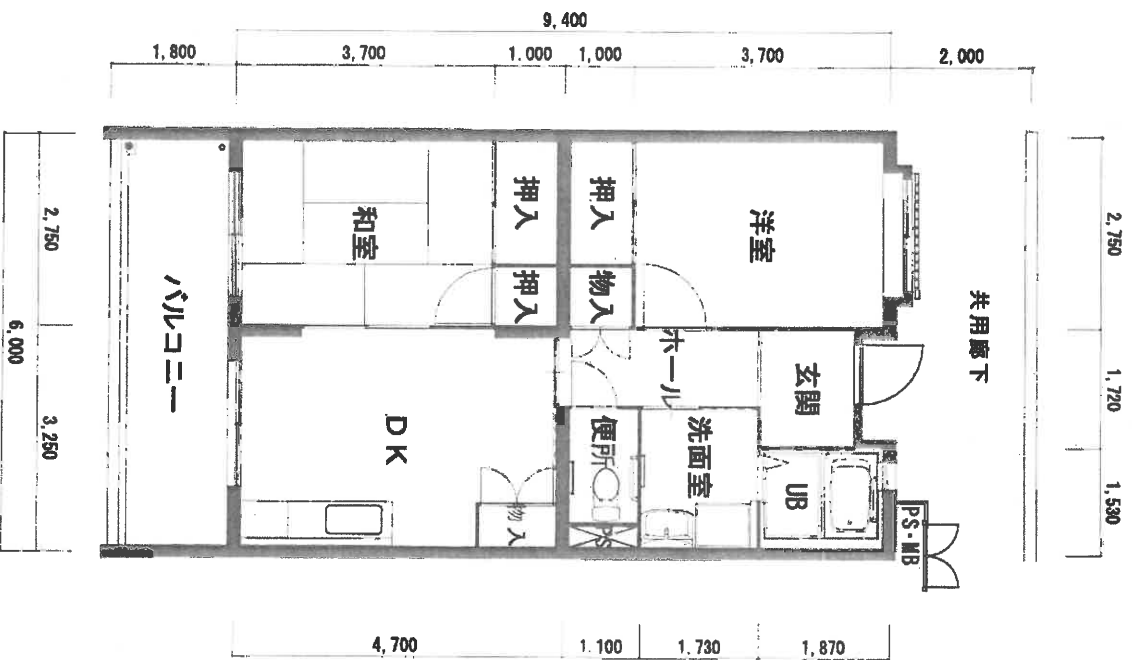 9,400
1,800
3,700
1.000
1,000
3,700
2,000
押入
押入
洋室
和室
押入
物入
2,750
2,750
バルコニー
共用廊下
6,000
ホール
玄関
1,720
3,250
DK
便所
洗面室
UB
1,530
物入
PS
PS・MB
4,700
1.100
1.730
1,870